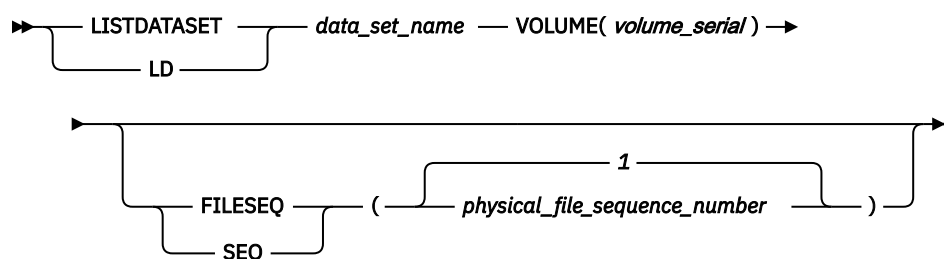 LISTDATASET data_set_name VOLUME( volume_serial )
LD
1
FILESEQ ( physical_file_sequence_number )
SEQ